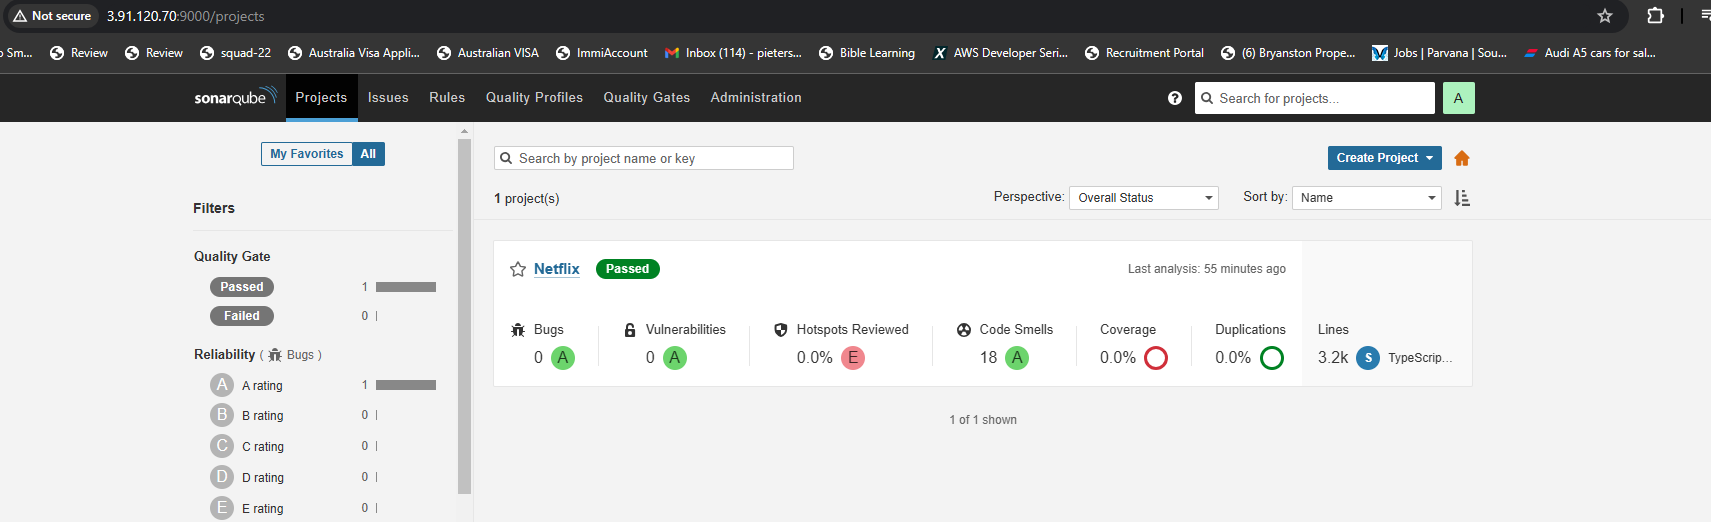 Not secure 3.91.120.70:9000/projects
o Sm... Review Review squad-22 Australia Visa Appli... Australian VISA ImmiAccount Inbox (114) - pieters... Bible Learning AWS Developer Seri... Recruitment Portal (6) Bryanston Prope... Jobs | Parvana | Sou... Audi A5 cars for sal...
sonarqube Projects Issues Rules Quality Profiles Quality Gates Administration ? Search for projects... A
My Favorites All
Search by project name or key
Create Project
1 project(s)
Perspective: Overall Status
Sort by: Name
Filters
Quality Gate
Passed 1
Failed 0
Reliability ( Bugs )
A A rating 1
B B rating 0
C C rating 0
D D rating 0
E E rating 0
Netflix Passed
Last analysis: 55 minutes ago
Bugs Vulnerabilities Hotspots Reviewed Code Smells Coverage Duplications Lines
0 A 0 A 0.0% E 18 A 0.0% 0.0% 3.2k S TypeScrip...
1 of 1 shown